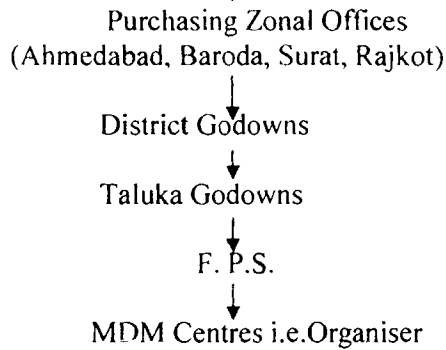 Purchasing Zonal Offices
(Ahmedabad, Baroda, Surat, Rajkot)
District Godowns
Taluka Godowns
F. P.S.
MDM Centres i.e.Organiser